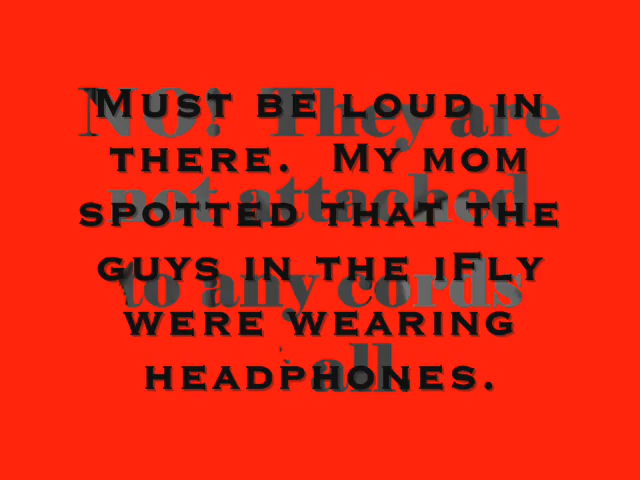 Must be loud in
there.  My mom
spotted that the
guys in the iFly
were wearing
headphones.
NO!  They are
not attached
to any cords
all.